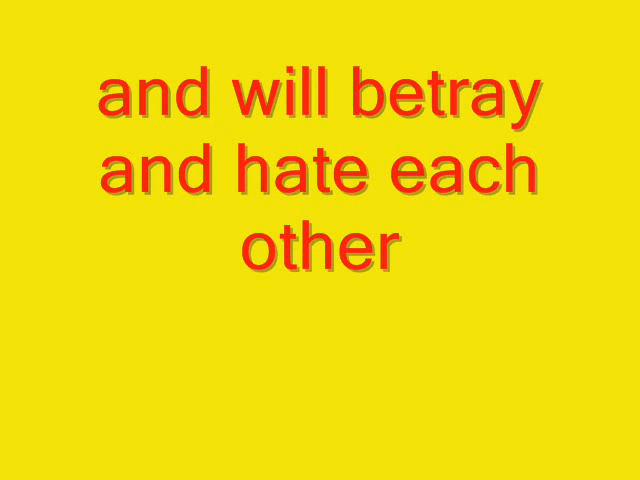 and will betray
and hate each
other